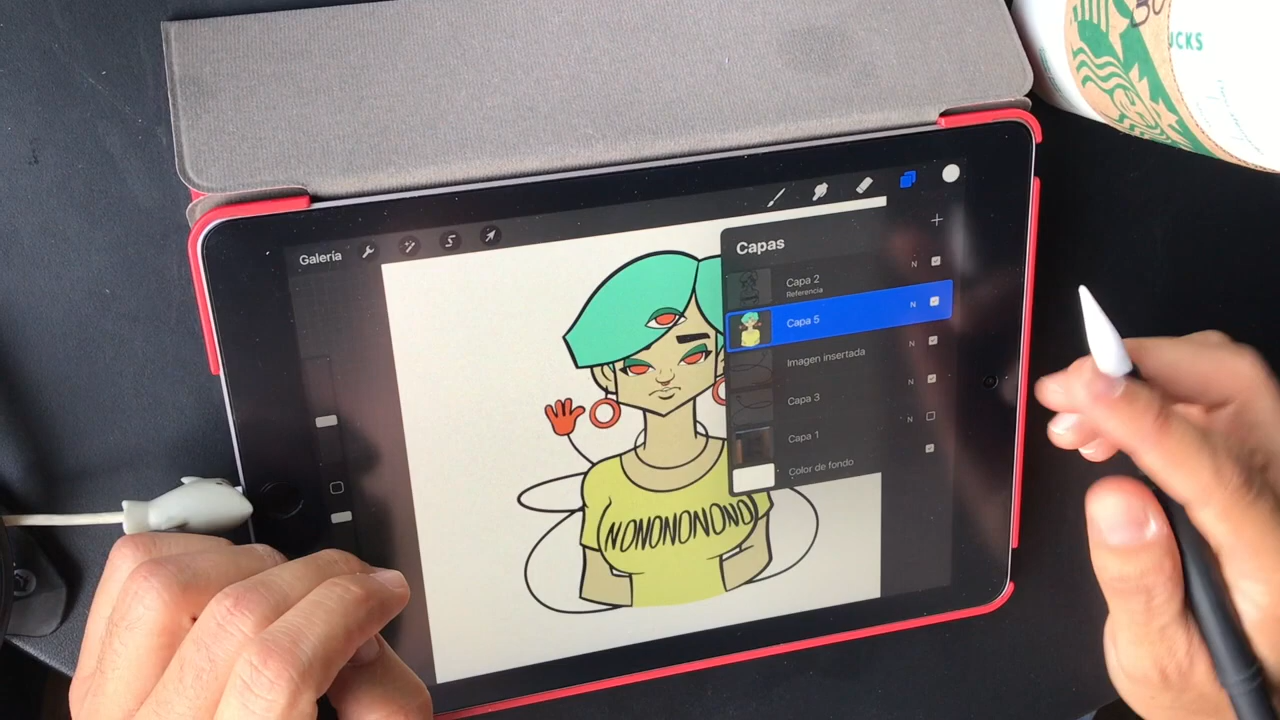 UCKS
Galería
Capas
Capa 2
N
Referencia
Capa 5
N
Imagen insertada
N
Capa 3
N
Capa 1
N
Color de fondo
NONONONONO